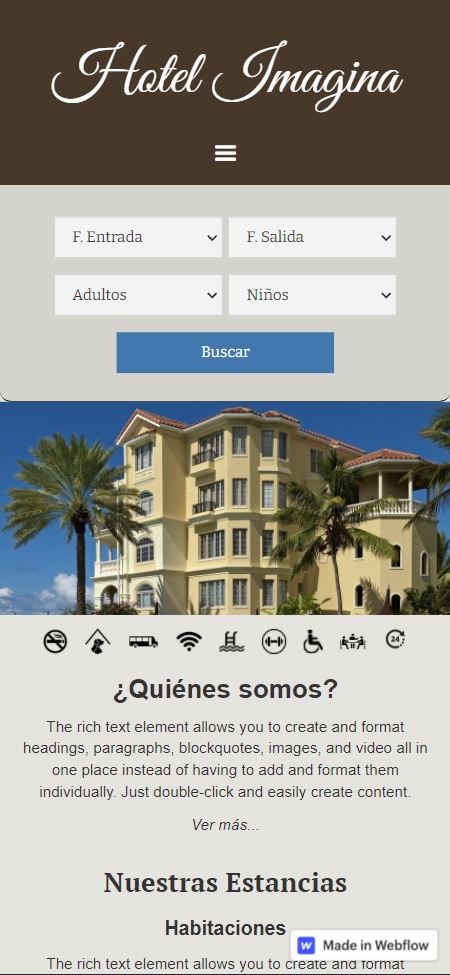 Hotel Imagina
F. Entrada F. Salida
Adultos Niños
Buscar
24
¿Quiénes somos?
The rich text element allows you to create and format
headings, paragraphs, blockquotes, images, and video all in
one place instead of having to add and format them
individually. Just double-click and easily create content.
Ver más...
Nuestras Estancias
Habitaciones
Made in Webflow
The rich text element allows you to create and format